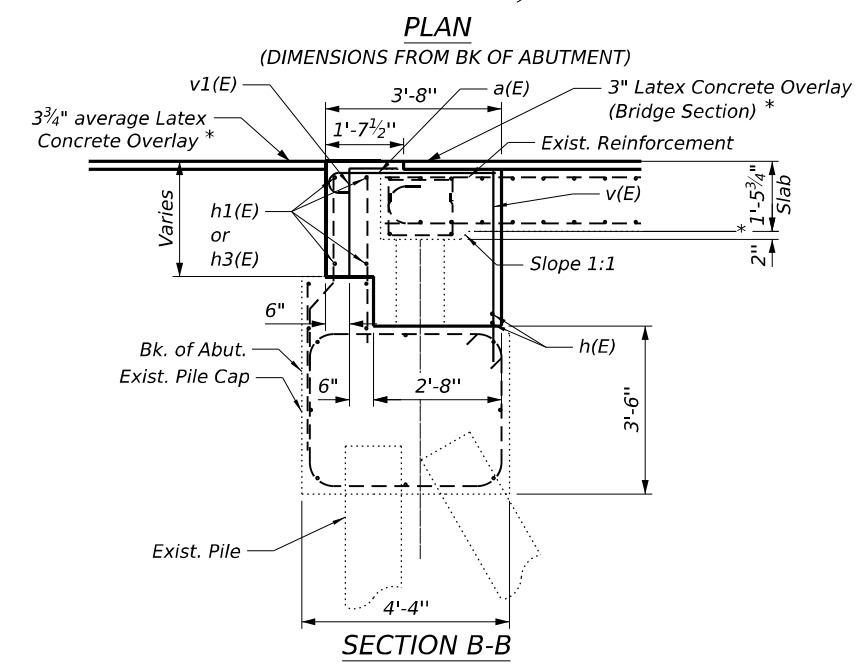 PLAN
(DIMENSIONS FROM BK OF ABUTMENT)
v1(E)
3'-8"
a(E)
3" Latex Concrete Overlay
(Bridge Section) *
3¾" average Latex
Concrete Overlay *
1'-7½"
Exist. Reinforcement
Varies
h1(E)
or
h3(E)
v(E)
1'-5¾"
Slab
*
2"
Slope 1:1
6"
h(E)
Bk. of Abut.
Exist. Pile Cap
6"
2'-8"
3'-6"
Exist. Pile
4'-4"
SECTION B-B